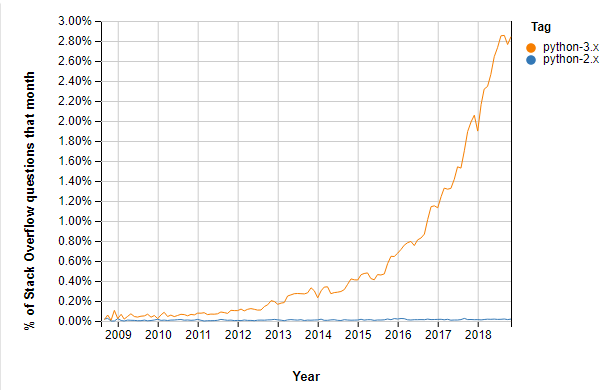 3.00%
2.80%
2.60%
2.40%
2.20%
2.00%
1.80%
1.60%
1.40%
1.20%
1.00%
0.80%
0.60%
0.40%
0.20%
0.00%
% of Stack Overflow questions that month
2009 2010 2011 2012 2013 2014 2015 2016 2017 2018
Year
Tag
python-3.x
python-2.x